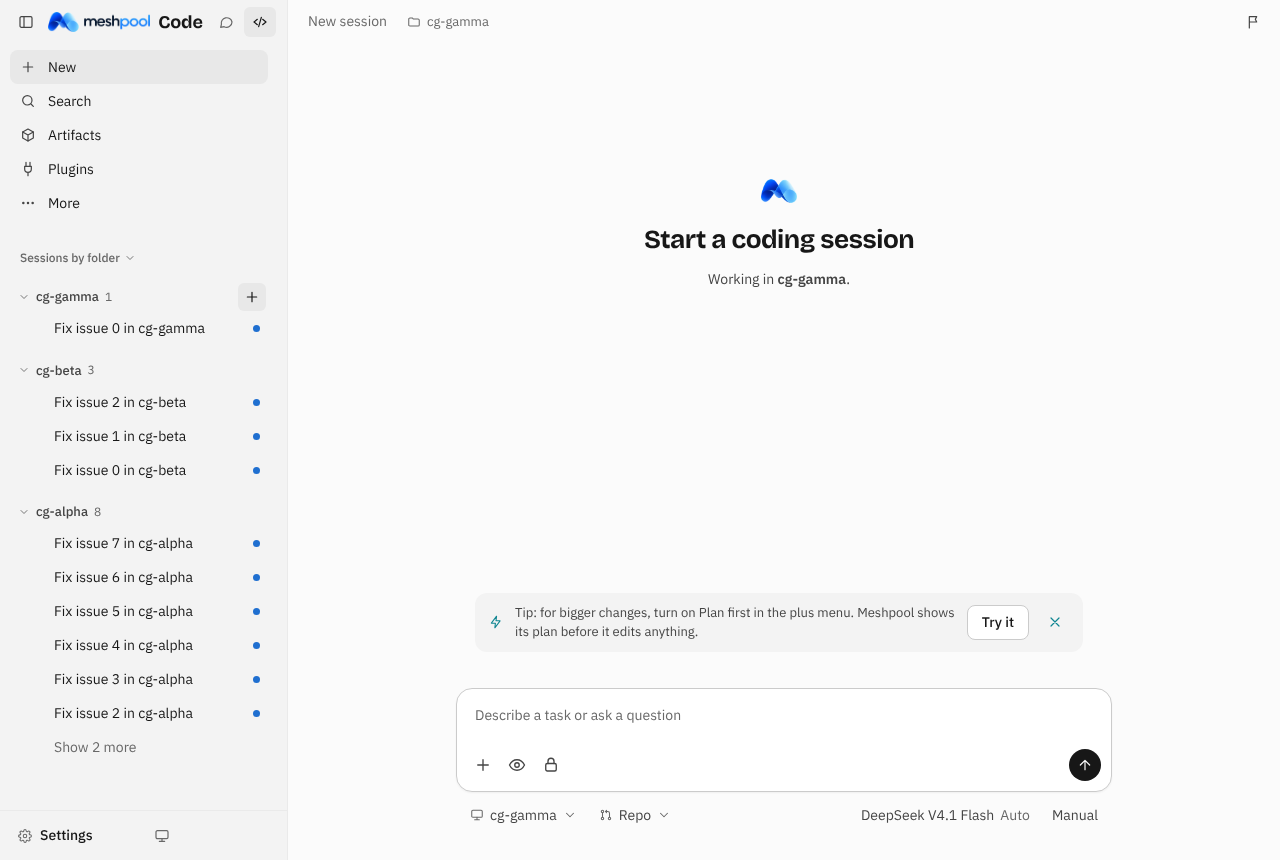 meshpool Code
New
Search
Artifacts
Plugins
More
Sessions by folder
cg-gamma 1
Fix issue 0 in cg-gamma
cg-beta 3
Fix issue 2 in cg-beta
Fix issue 1 in cg-beta
Fix issue 0 in cg-beta
cg-alpha 8
Fix issue 7 in cg-alpha
Fix issue 6 in cg-alpha
Fix issue 5 in cg-alpha
Fix issue 4 in cg-alpha
Fix issue 3 in cg-alpha
Fix issue 2 in cg-alpha
Show 2 more
Settings
New session cg-gamma
Start a coding session
Working in cg-gamma.
Tip: for bigger changes, turn on Plan first in the plus menu. Meshpool shows
its plan before it edits anything.
Try it
Describe a task or ask a question
cg-gamma Repo DeepSeek V4.1 Flash Auto Manual